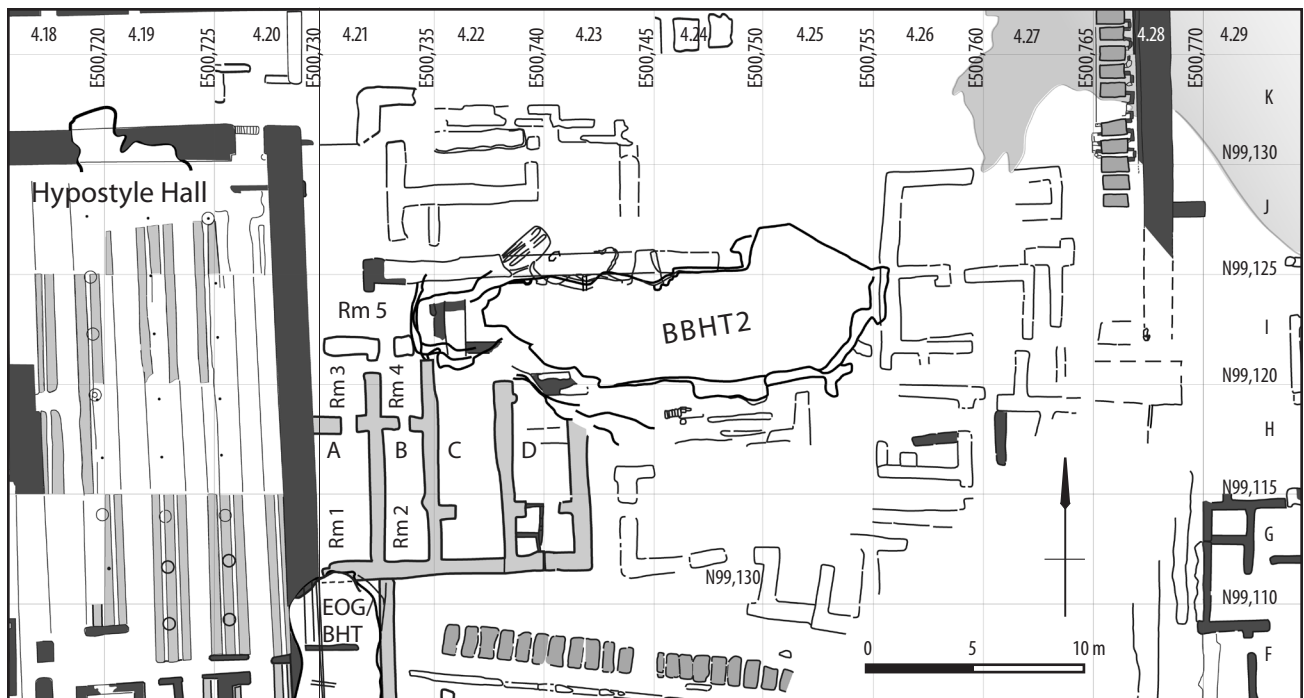 4.18
4.19
4.20
4.21
4.22
4.23
4.24
4.25
4.26
4.27
4.28
4.29
E500,720
E500,725
E500,730
E500,735
E500,740
E500,745
E500,750
E500,755
E500,760
E500,765
E500,770
K
N99,130
Hypostyle Hall
J
N99,125
Rm 5
BBHT2
I
N99,120
Rm 3
Rm 4
A
B
C
D
H
N99,115
Rm 1
Rm 2
G
N99,130
N99,110
EOG/
BHT
F
0
5
10 m